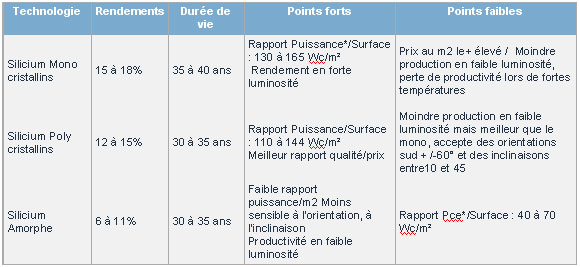 Technologie
Rendements
Durée de
vie
Points forts
Points faibles
Silicium Mono
cristallins
15 à 18%
35 à 40 ans
Rapport Puissance*/Surface
: 130 à 165 Wc/m²
Rendement en forte
luminosité
Prix au m2 le+ élevé / Moindre
production en faible luminosité,
perte de productivité lors de fortes
températures
Silicium Poly
cristallins
12 à 15%
30 à 35 ans
Rapport Puissance/Surface
: 110 à 144 Wc/m²
Meilleur rapport qualité/prix
Moindre production en faible
luminosité mais meilleur que le
mono, accepte des orientations
sud + /-60° et des inclinaisons
entre10 et 45
Silicium
Amorphe
6 à 11%
30 à 35 ans
Faible rapport
puissance/m2 Moins
sensible à l'orientation, à
l'inclinaison
Productivité en faible
luminosité
Rapport Pce*/Surface : 40 à 70
Wc/m²